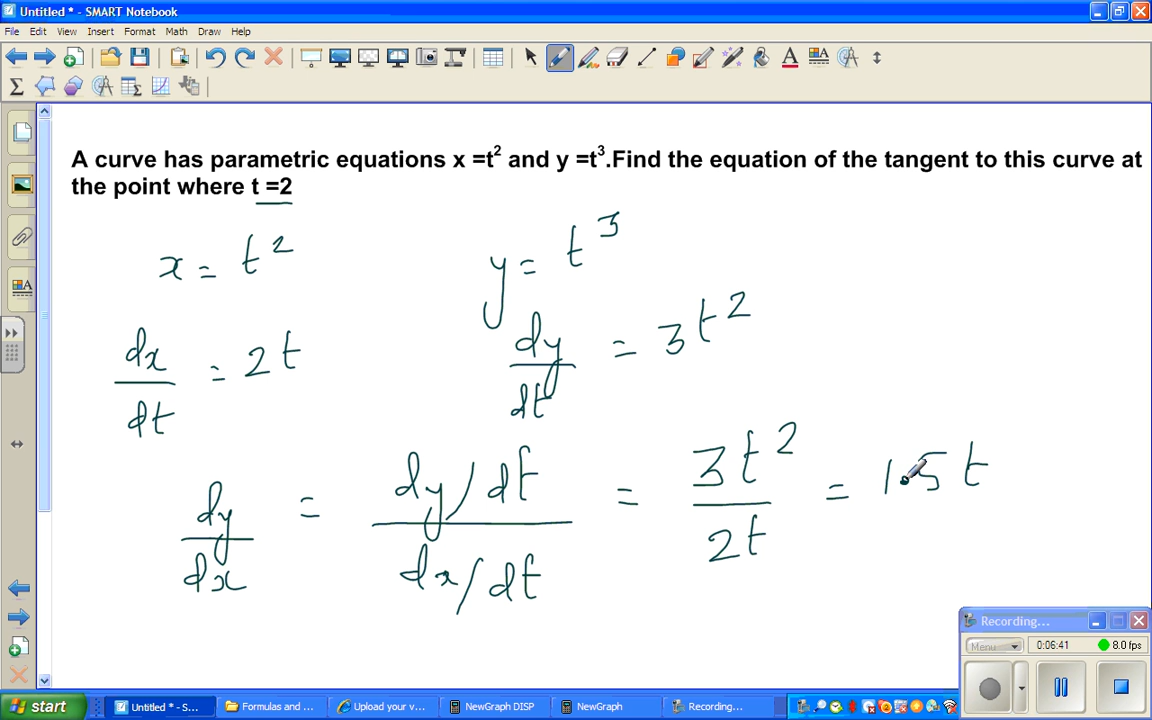 Untitled * - SMART Notebook
File Edit View Insert Format Math Draw Help
A curve has parametric equations x =t² and y =t³.Find the equation of the tangent to this curve at
the point where t =2
x = t² y = t³
dx/dt = 2t dy/dt = 3t²
dy/dx = (dy/dt)/(dx/dt) = 3t²/2t = 1.5 t
Recording...
Menu 0:06:41 8.0 fps
start Untitled * - S... Formulas and ... Upload your v... NewGraph DISP NewGraph Recording...